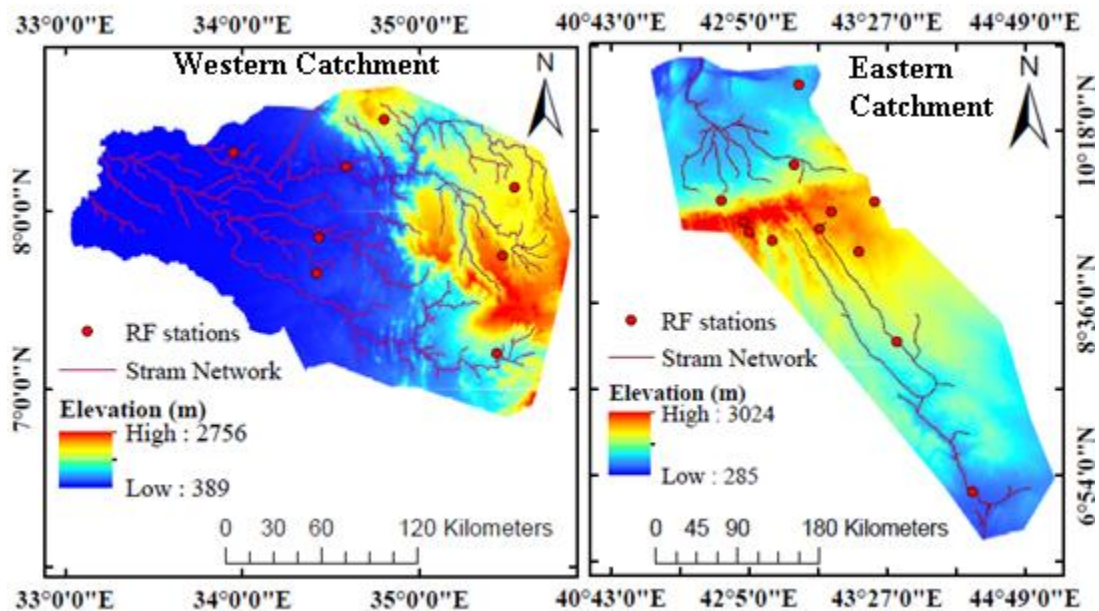 33°0'0"E 34°0'0"E 35°0'0"E 40°43'0"E 42°5'0"E 43°27'0"E 44°49'0"E
Western Catchment
N
8°0'0"N
7°0'0"N
RF stations
Stram Network
Elevation (m)
High : 2756
Low : 389
0 30 60 120 Kilometers
Eastern
Catchment
N
10°18'0"N
8°36'0"N
6°54'0"N
RF stations
Stram Network
Elevation (m)
High : 3024
Low : 285
0 45 90 180 Kilometers
33°0'0"E 34°0'0"E 35°0'0"E 40°43'0"E 42°5'0"E 43°27'0"E 44°49'0"E